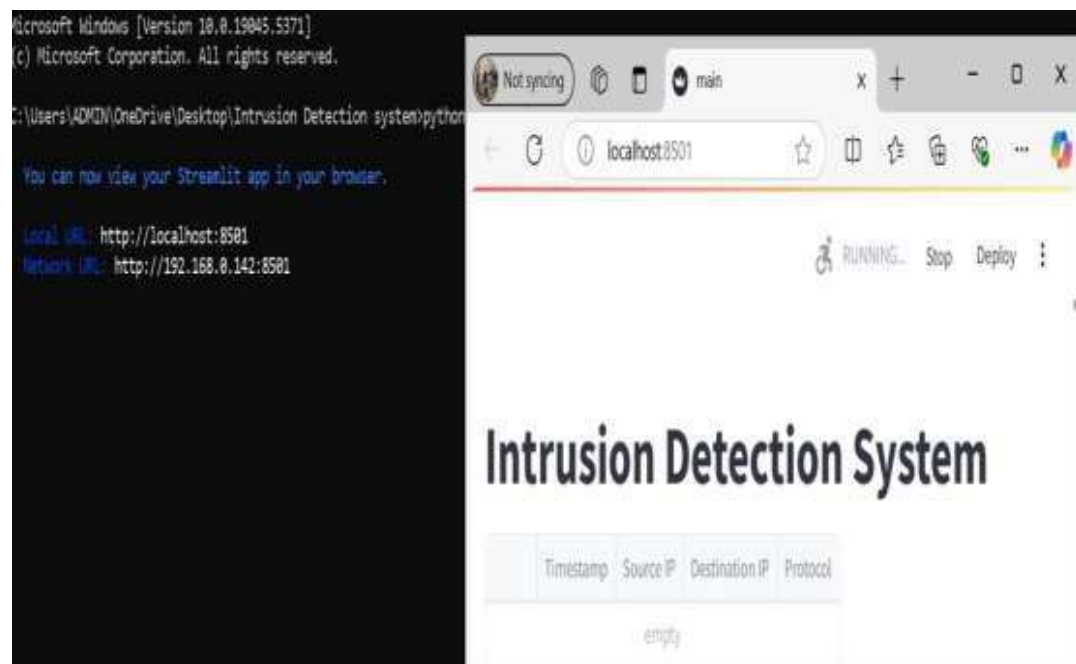 Microsoft Windows [Version 10.0.19045.5371]
(c) Microsoft Corporation. All rights reserved.
C:\Users\ADMIN\OneDrive\Desktop\Intrusion Detection system>python
You can now view your Streamlit app in your browser.
Local URL: http://localhost:8501
Network URL: http://192.168.0.142:8501
Not syncing
main
localhost:8501
RUNNING...
Stop
Deploy
Intrusion Detection System
Timestamp Source IP Destination IP Protocol
empty